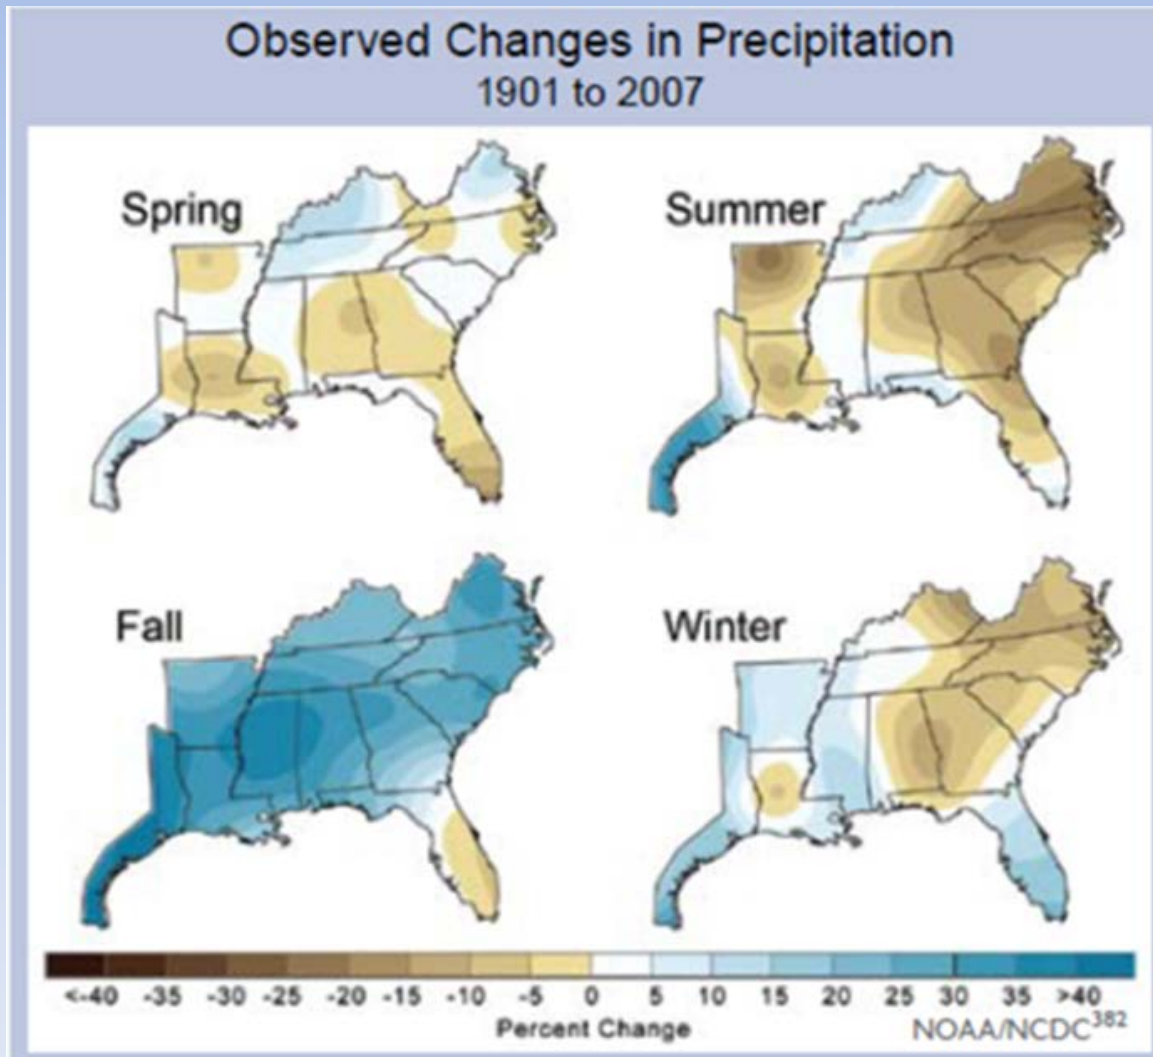 Observed Changes in Precipitation
1901 to 2007
Spring
Summer
Fall
Winter
<-40 -35 -30 -25 -20 -15 -10 -5 0 5 10 15 20 25 30 35 >40
Percent Change
NOAA/NCDC382